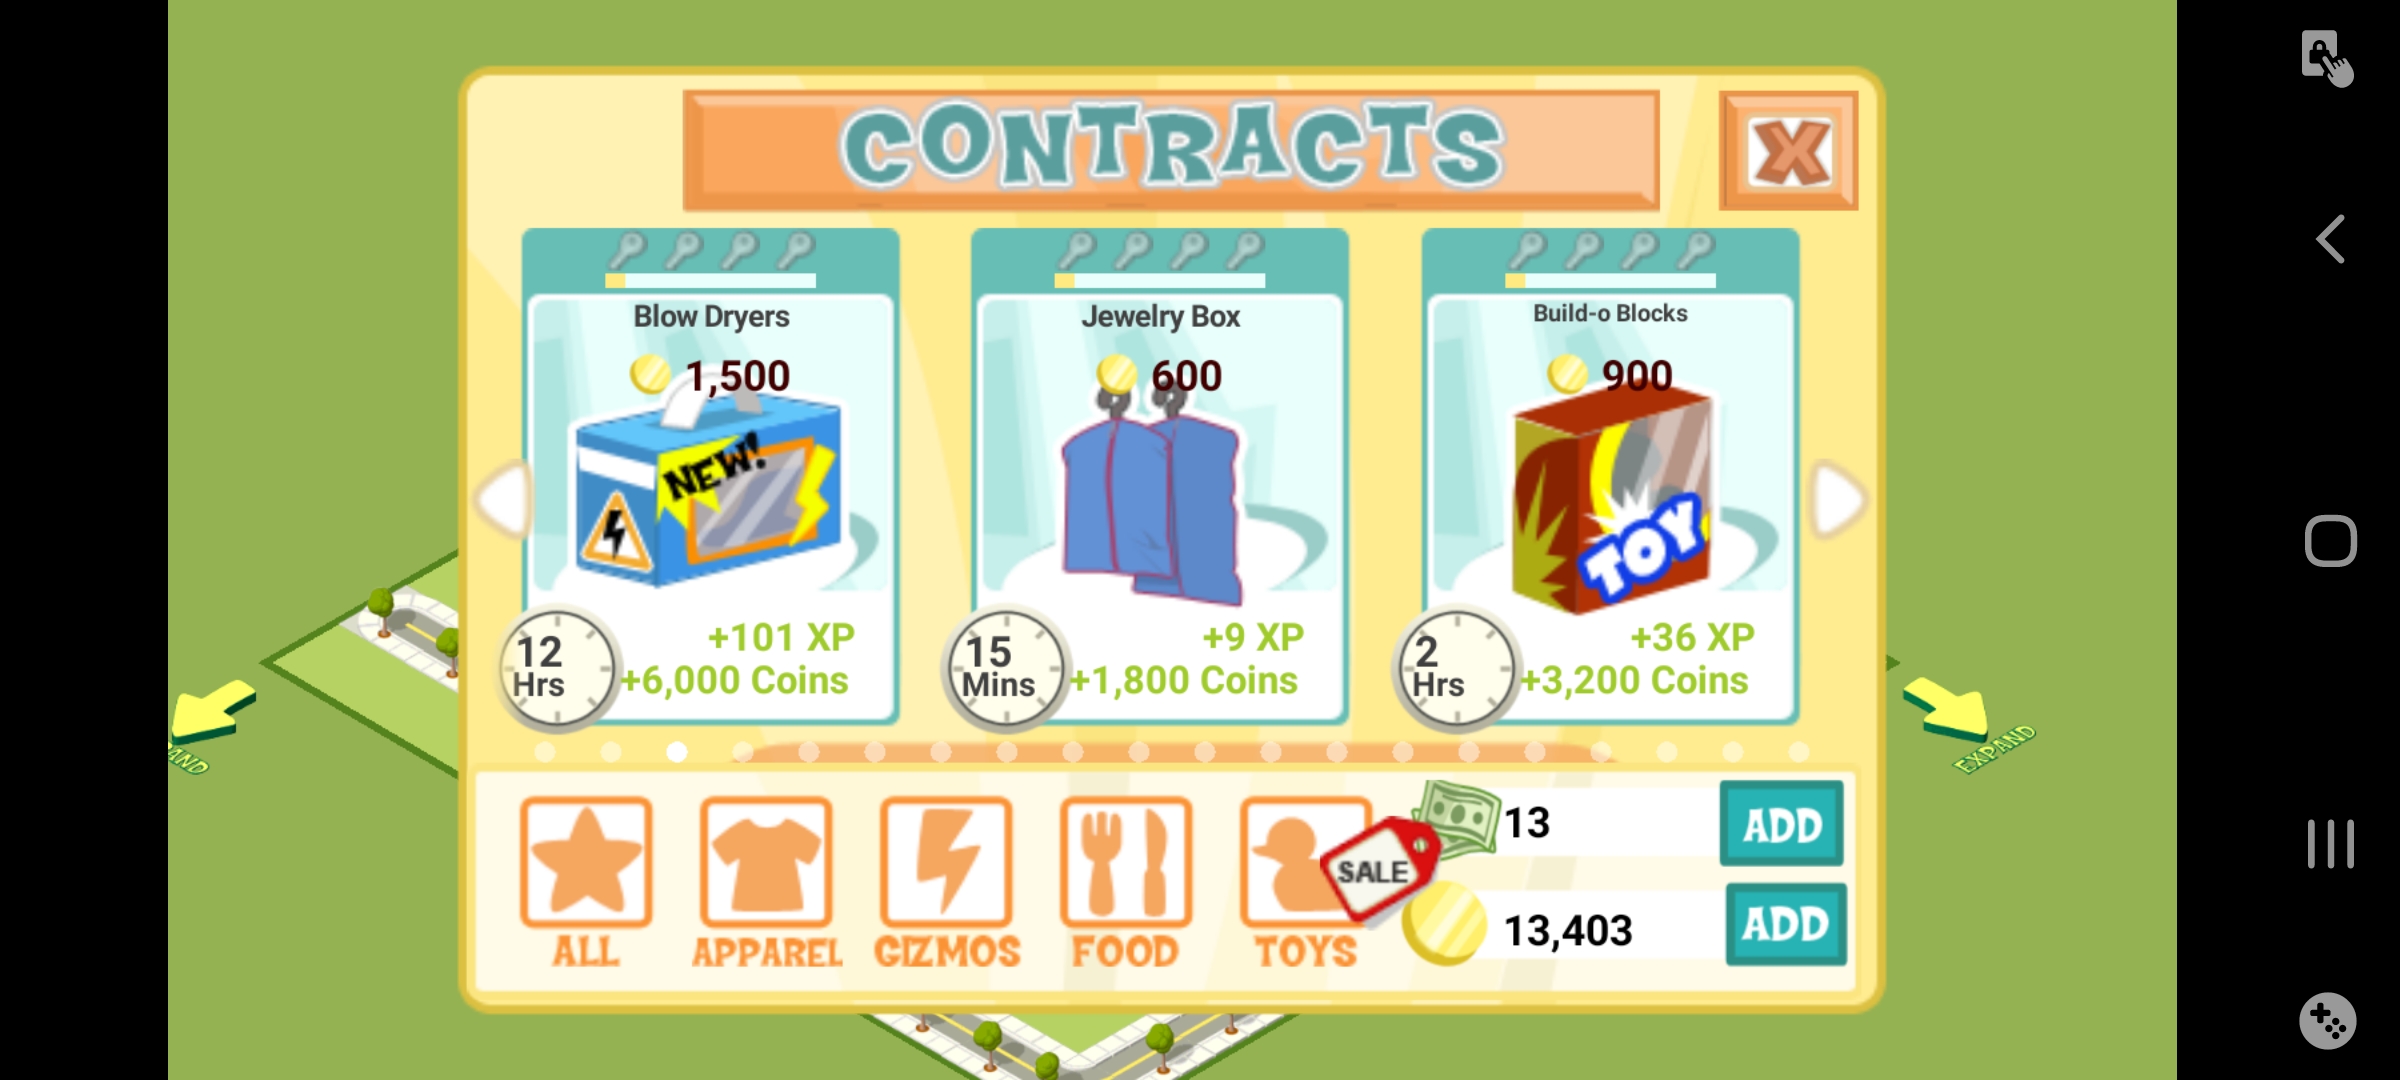 CONTRACTS
X
Blow Dryers
1,500
NEW!
12
Hrs
+101 XP
+6,000 Coins
Jewelry Box
600
15
Mins
+9 XP
+1,800 Coins
Build-o Blocks
900
TOY
2
Hrs
+36 XP
+3,200 Coins
AND
EXPAND
ALL
APPAREL
GIZMOS
FOOD
TOYS
SALE
13
ADD
13,403
ADD